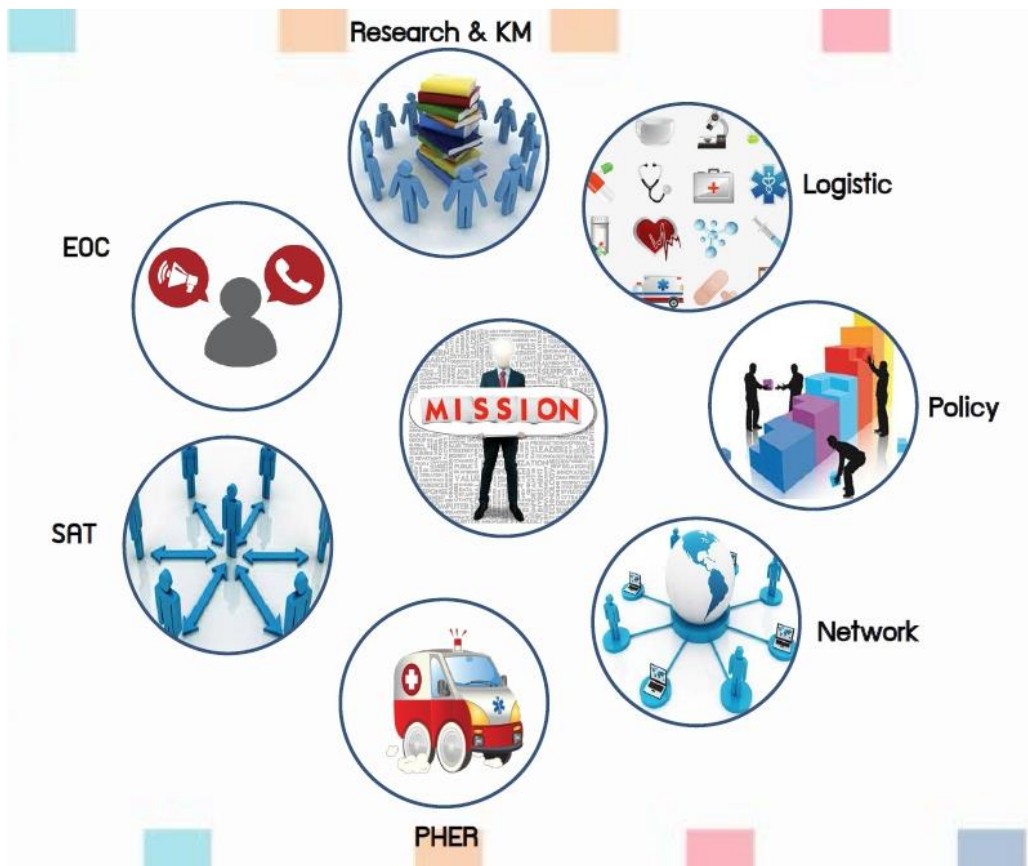 Research & KM
Logistic
EOC
MISSION
Policy
SAT
Network
PHER